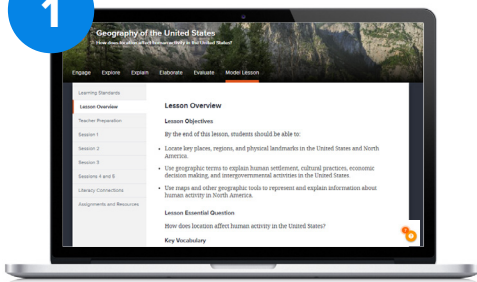 1
Geography of the United States
How does location affect human activity in the United States?
Engage Explore Explain Elaborate Evaluate Model Lesson
Learning Standards
Lesson Overview
Teacher Preparation
Session 1
Session 2
Session 3
Sessions 4 and 5
Literacy Connections
Assignments and Resources
Lesson Overview
Lesson Objectives
By the end of this lesson, students should be able to:
• Locate key places, regions, and physical landmarks in the United States and North
America.
• Use geographic terms to explain human settlement, cultural practices, economic
decision making, and intergovernmental activities in the United States.
• Use maps and other geographic tools to represent and explain information about
human activity in North America.
Lesson Essential Question
How does location affect human activity in the United States?
Key Vocabulary